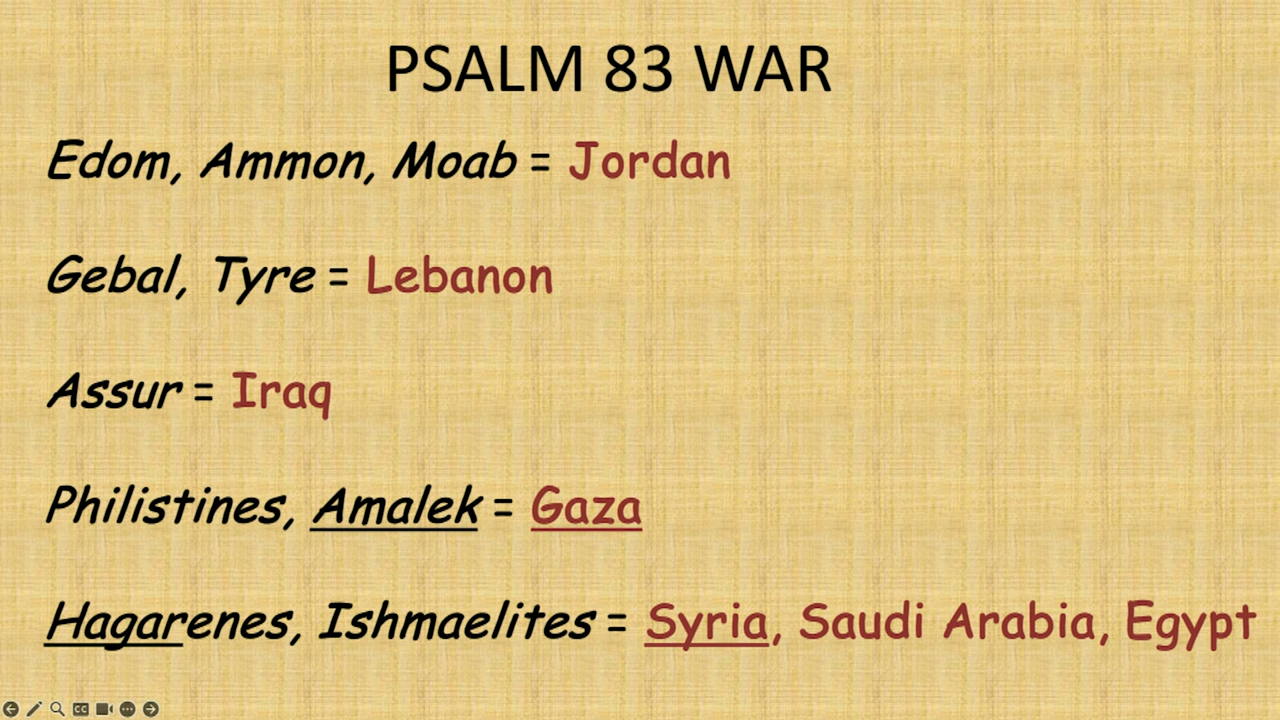 PSALM 83 WAR
Edom, Ammon, Moab = Jordan
Gebal, Tyre = Lebanon
Assur = Iraq
Philistines, Amalek = Gaza
Hagarenes, Ishmaelites = Syria, Saudi Arabia, Egypt
CC